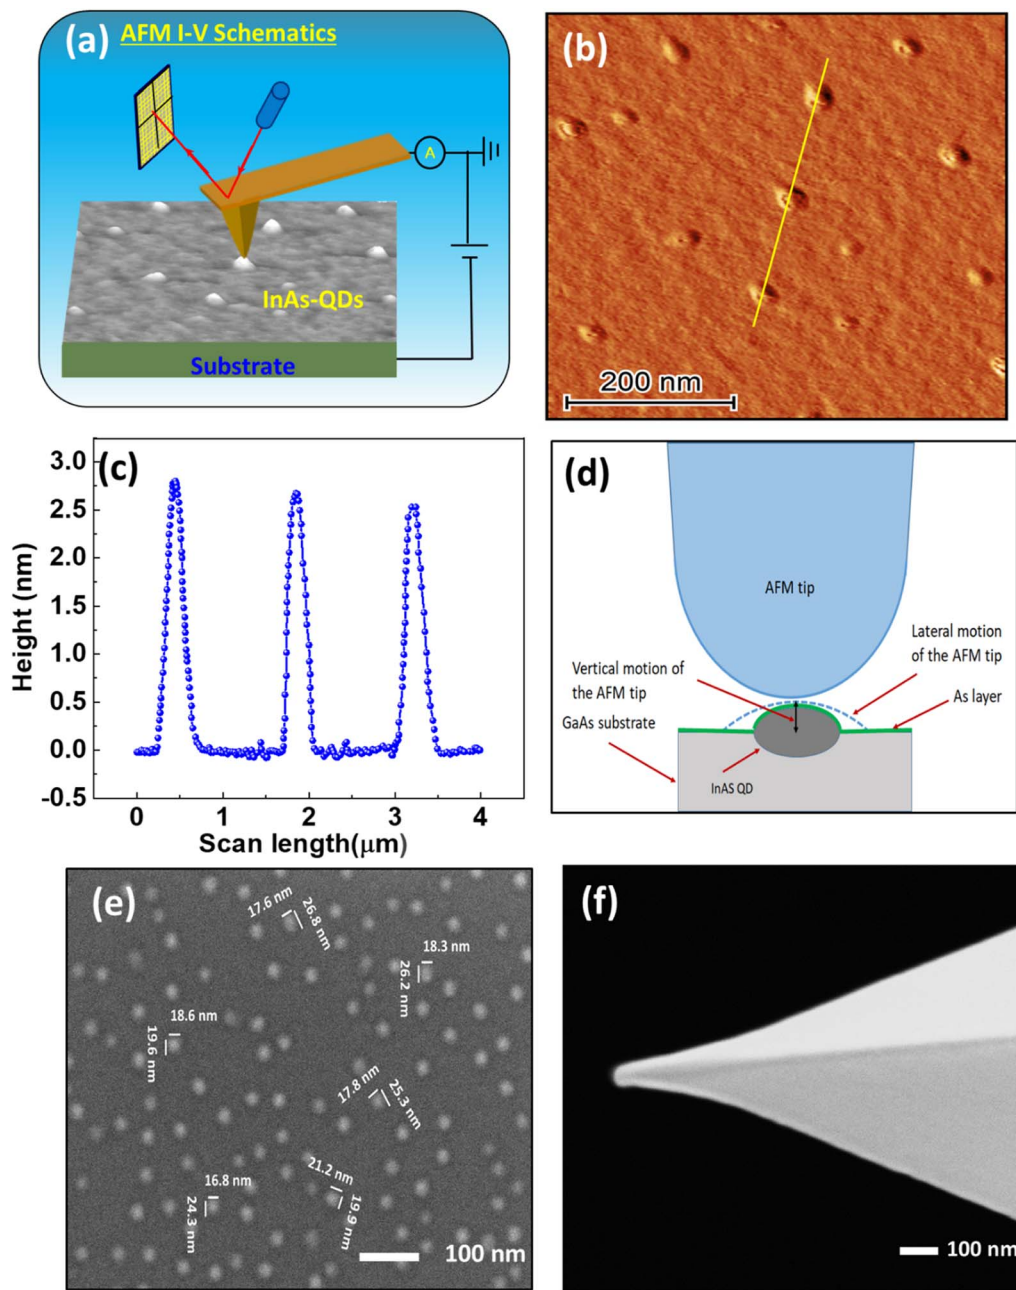 (a) AFM I-V Schematics
A
InAs-QDs
Substrate
(b)
200 nm
(c)
3.0
2.5
2.0
1.5
1.0
0.5
0.0
-0.5
Height (nm)
0 1 2 3 4
Scan length(μm)
(d)
AFM tip
Vertical motion of
the AFM tip
Lateral motion
of the AFM tip
As layer
GaAs substrate
InAS QD
(e)
17.6 nm
26.8 nm
18.3 nm
26.2 nm
18.6 nm
19.6 nm
17.8 nm
25.3 nm
21.2 nm
19.9 nm
16.8 nm
24.3 nm
100 nm
(f)
100 nm